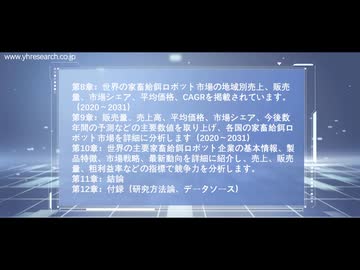 www.yhresearch.co.jp
第8章：世界の家畜給餌ロボット市場の地域別売上、販売
量、市場シェア、平均価格、CAGRを掲載されています。
（2020－2031）
第9章：販売量、売上高、平均価格、市場シェア、今後数
年間の予測などの主要数値を取り上げ、各国の家畜給餌ロ
ボット市場を詳細に分析します（2020－2031）
第10章：世界の主要家畜給餌ロボット企業の基本情報、製
品特徴、市場戦略、最新動向を詳細に紹介し、売上、販売
量、粗利益率などの指標で競争力を分析します。
第11章：結論
第12章：付録（研究方法論、データソース）